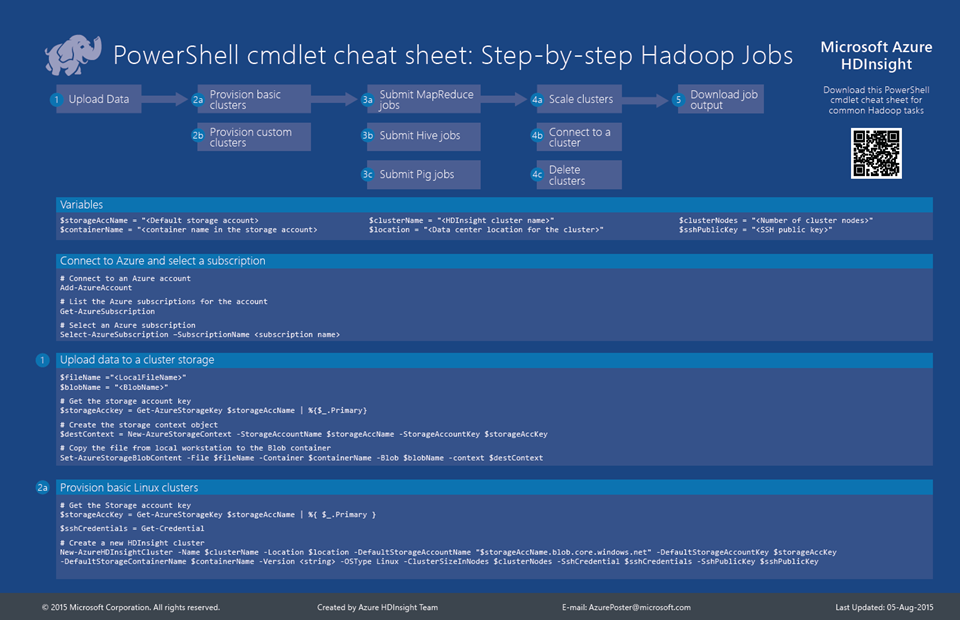 PowerShell cmdlet cheat sheet: Step-by-step Hadoop Jobs
Microsoft Azure
HDInsight
Download this PowerShell
cmdlet cheat sheet for
common Hadoop tasks
1 Upload Data
2a Provision basic
clusters
3a Submit MapReduce
jobs
4a Scale clusters
5 Download job
output
2b Provision custom
clusters
3b Submit Hive jobs
4b Connect to a
cluster
3c Submit Pig jobs
4c Delete
clusters
Variables
$storageAccName = "<Default storage account>
$containerName = "<container name in the storage account>
$clusterName = "<HDInsight cluster name>"
$location = "<Data center location for the cluster>"
$clusterNodes = "<Number of cluster nodes>"
$sshPublicKey = "<SSH public key>"
Connect to Azure and select a subscription
# Connect to an Azure account
Add-AzureAccount
# List the Azure subscriptions for the account
Get-AzureSubscription
# Select an Azure subscription
Select-AzureSubscription –SubscriptionName <subscription name>
1 Upload data to a cluster storage
$fileName ="<LocalFileName>"
$blobName = "<BlobName>"
# Get the storage account key
$storageAcckey = Get-AzureStorageKey $storageAccName | %{$_.Primary}
# Create the storage context object
$destContext = New-AzureStorageContext -StorageAccountName $storageAccName -StorageAccountKey $storageAccKey
# Copy the file from local workstation to the Blob container
Set-AzureStorageBlobContent -File $fileName -Container $containerName -Blob $blobName -context $destContext
2a Provision basic Linux clusters
# Get the Storage account key
$storageAccKey = Get-AzureStorageKey $storageAccName | %{ $_.Primary }
$sshCredentials = Get-Credential
# Create a new HDInsight cluster
New-AzureHDInsightCluster -Name $clusterName -Location $location -DefaultStorageAccountName "$storageAccName.blob.core.windows.net" -DefaultStorageAccountKey $storageAccKey
-DefaultStorageContainerName $containerName -Version <string> -OSType Linux -ClusterSizeInNodes $clusterNodes -SshCredential $sshCredentials -SshPublicKey $sshPublicKey
© 2015 Microsoft Corporation. All rights reserved.
Created by Azure HDInsight Team
E-mail: AzurePoster@microsoft.com
Last Updated: 05-Aug-2015